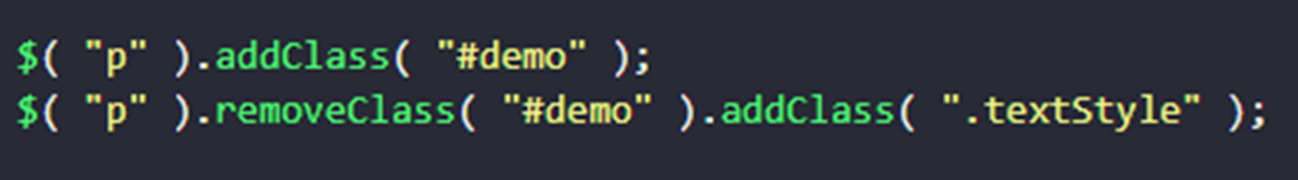 $( "p" ).addClass( "#demo" );
$( "p" ).removeClass( "#demo" ).addClass( ".textStyle" );